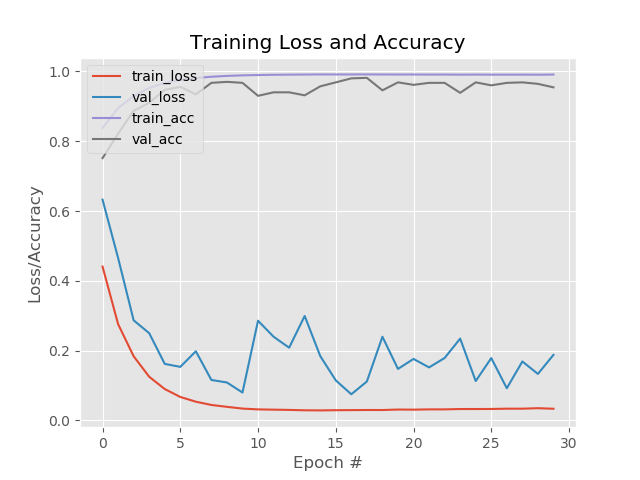 Training Loss and Accuracy
train_loss
val_loss
train_acc
val_acc
1.0
0.8
0.6
0.4
0.2
0.0
Loss/Accuracy
0 5 10 15 20 25 30
Epoch #